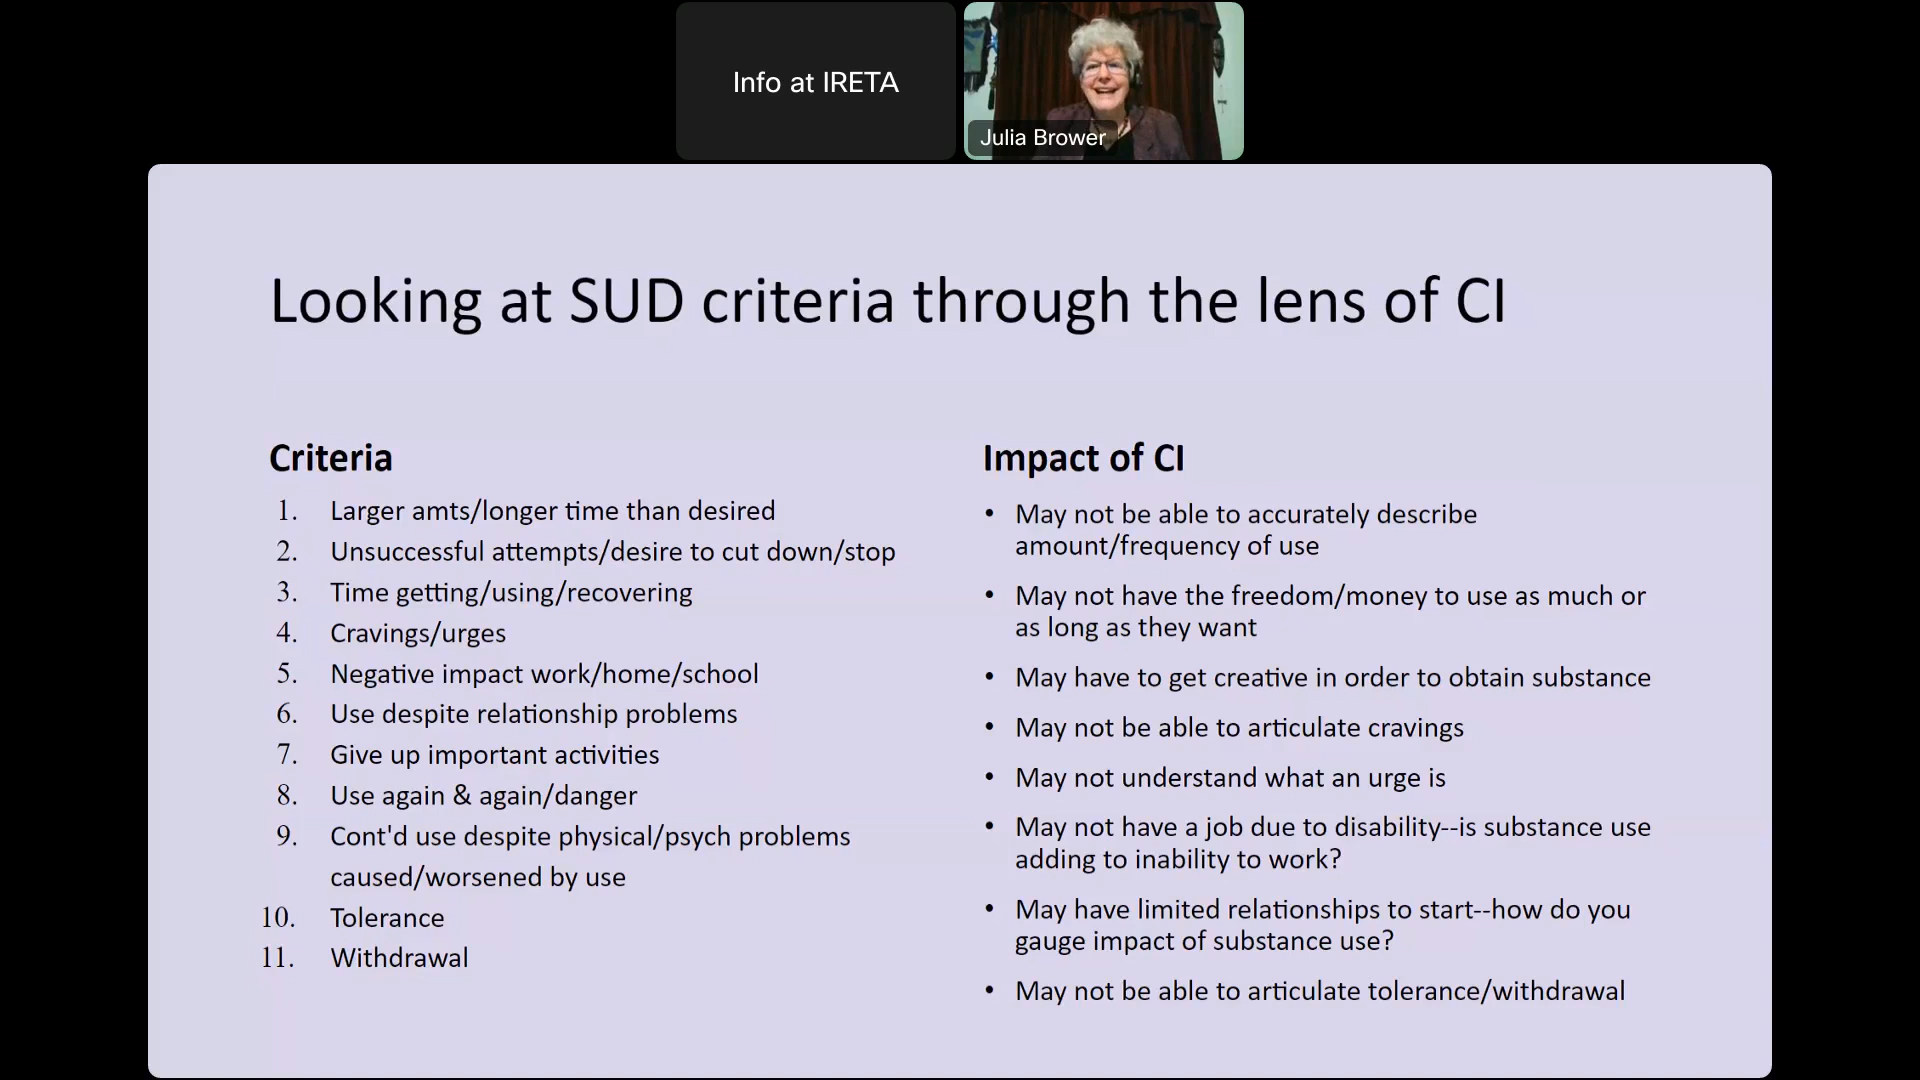 Info at IRETA
Julia Brower
Looking at SUD criteria through the lens of CI
Criteria
1. Larger amts/longer time than desired
2. Unsuccessful attempts/desire to cut down/stop
3. Time getting/using/recovering
4. Cravings/urges
5. Negative impact work/home/school
6. Use despite relationship problems
7. Give up important activities
8. Use again & again/danger
9. Cont'd use despite physical/psych problems
caused/worsened by use
10. Tolerance
11. Withdrawal
Impact of CI
• May not be able to accurately describe
amount/frequency of use
• May not have the freedom/money to use as much or
as long as they want
• May have to get creative in order to obtain substance
• May not be able to articulate cravings
• May not understand what an urge is
• May not have a job due to disability--is substance use
adding to inability to work?
• May have limited relationships to start--how do you
gauge impact of substance use?
• May not be able to articulate tolerance/withdrawal